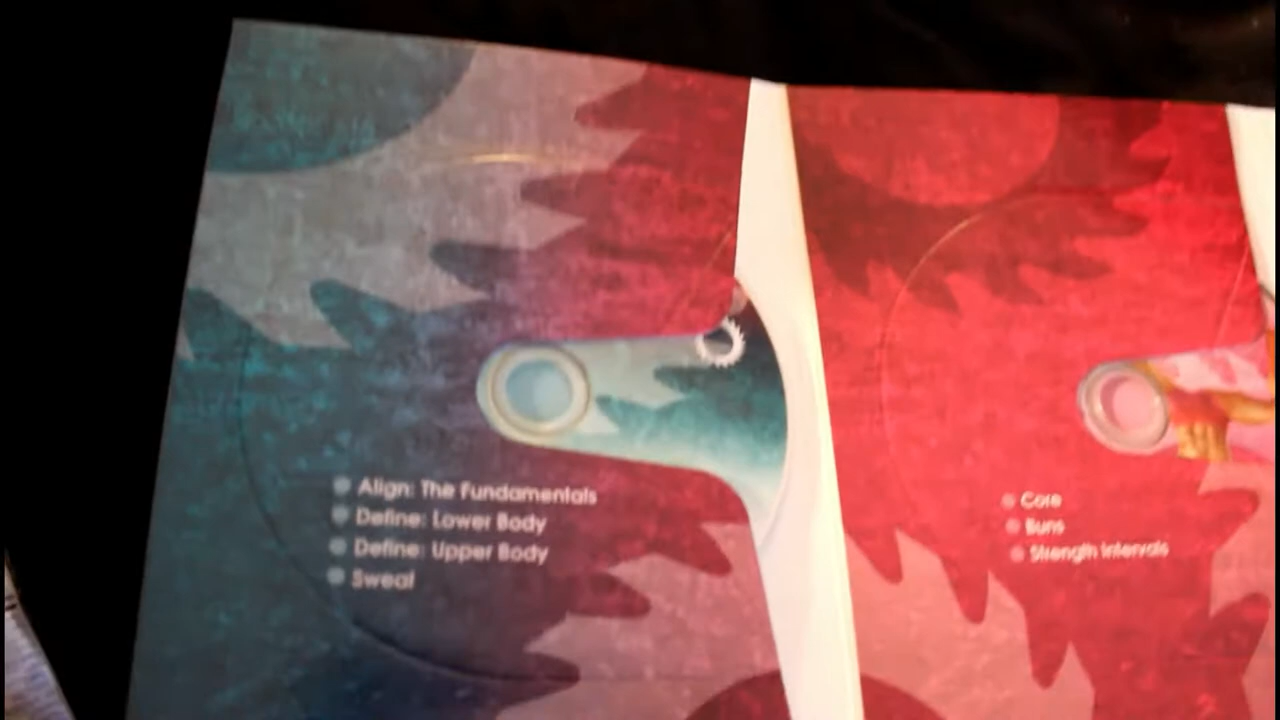 Align: The Fundamentals
Define: Lower Body
Define: Upper Body
Sweat
Core
Buns
Strength Intervals